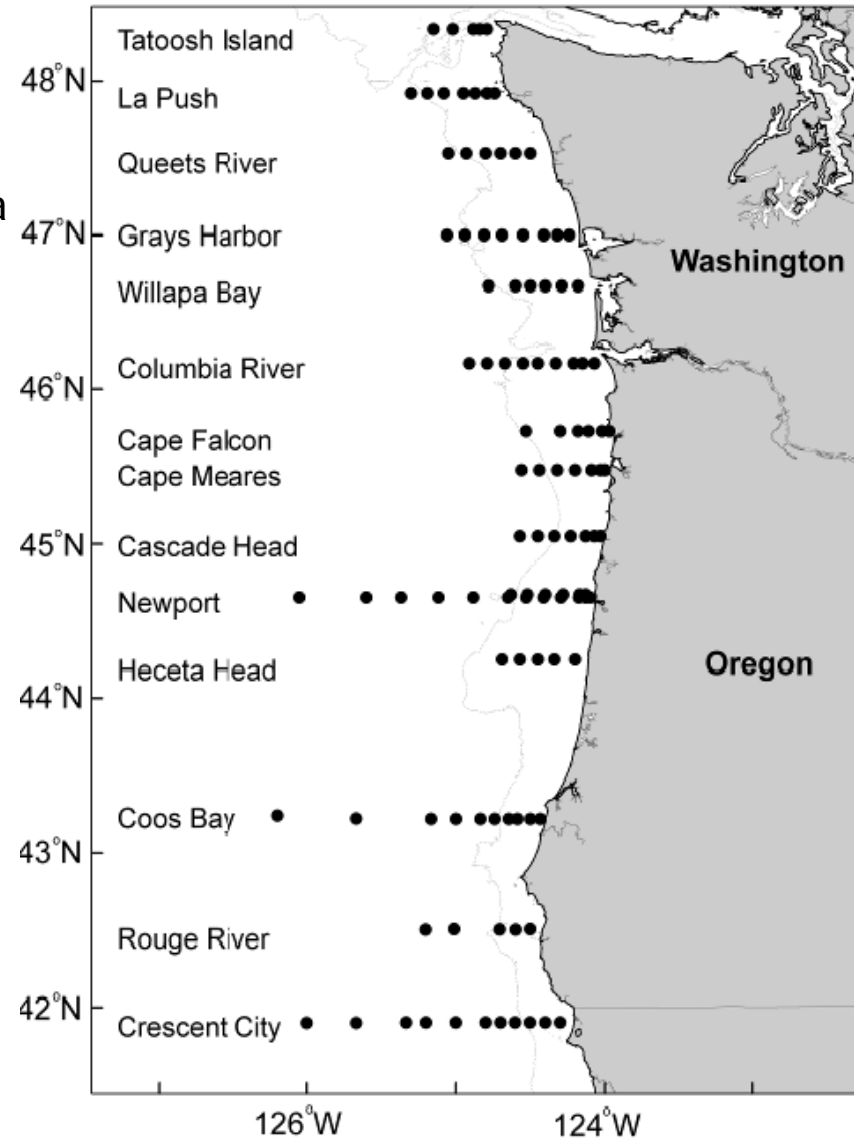 Tatoosh Island
48°N
La Push
Queets River
a
47°N
Grays Harbor
Washington
Willapa Bay
Columbia River
46°N
Cape Falcon
Cape Meares
45°N
Cascade Head
Newport
Oregon
Heceta Head
44°N
Coos Bay
43°N
Rouge River
42°N
Crescent City
126°W
124°W